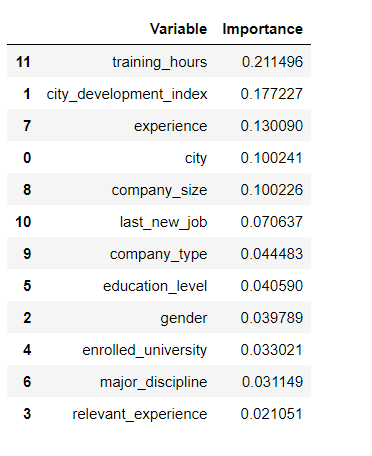 Variable Importance
11 training_hours 0.211496
1 city_development_index 0.177227
7 experience 0.130090
0 city 0.100241
8 company_size 0.100226
10 last_new_job 0.070637
9 company_type 0.044483
5 education_level 0.040590
2 gender 0.039789
4 enrolled_university 0.033021
6 major_discipline 0.031149
3 relevant_experience 0.021051